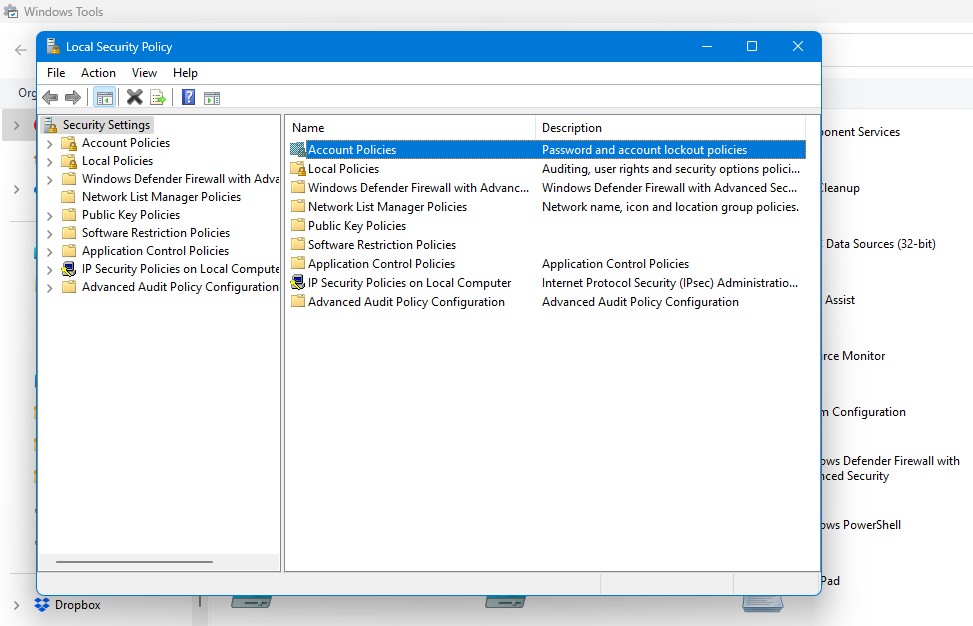 Windows Tools
Local Security Policy
File Action View Help
Org
Security Settings
Account Policies
Local Policies
Windows Defender Firewall with Adva
Network List Manager Policies
Public Key Policies
Software Restriction Policies
Application Control Policies
IP Security Policies on Local Compute
Advanced Audit Policy Configuration
Name Description
Account Policies Password and account lockout policies
Local Policies Auditing, user rights and security options polici...
Windows Defender Firewall with Advanc... Windows Defender Firewall with Advanced Sec...
Network List Manager Policies Network name, icon and location group policies.
Public Key Policies
Software Restriction Policies
Application Control Policies Application Control Policies
IP Security Policies on Local Computer Internet Protocol Security (IPsec) Administratio...
Advanced Audit Policy Configuration Advanced Audit Policy Configuration
ponent Services
Cleanup
Data Sources (32-bit)
Assist
rce Monitor
m Configuration
ows Defender Firewall with
nced Security
ows PowerShell
Pad
Dropbox